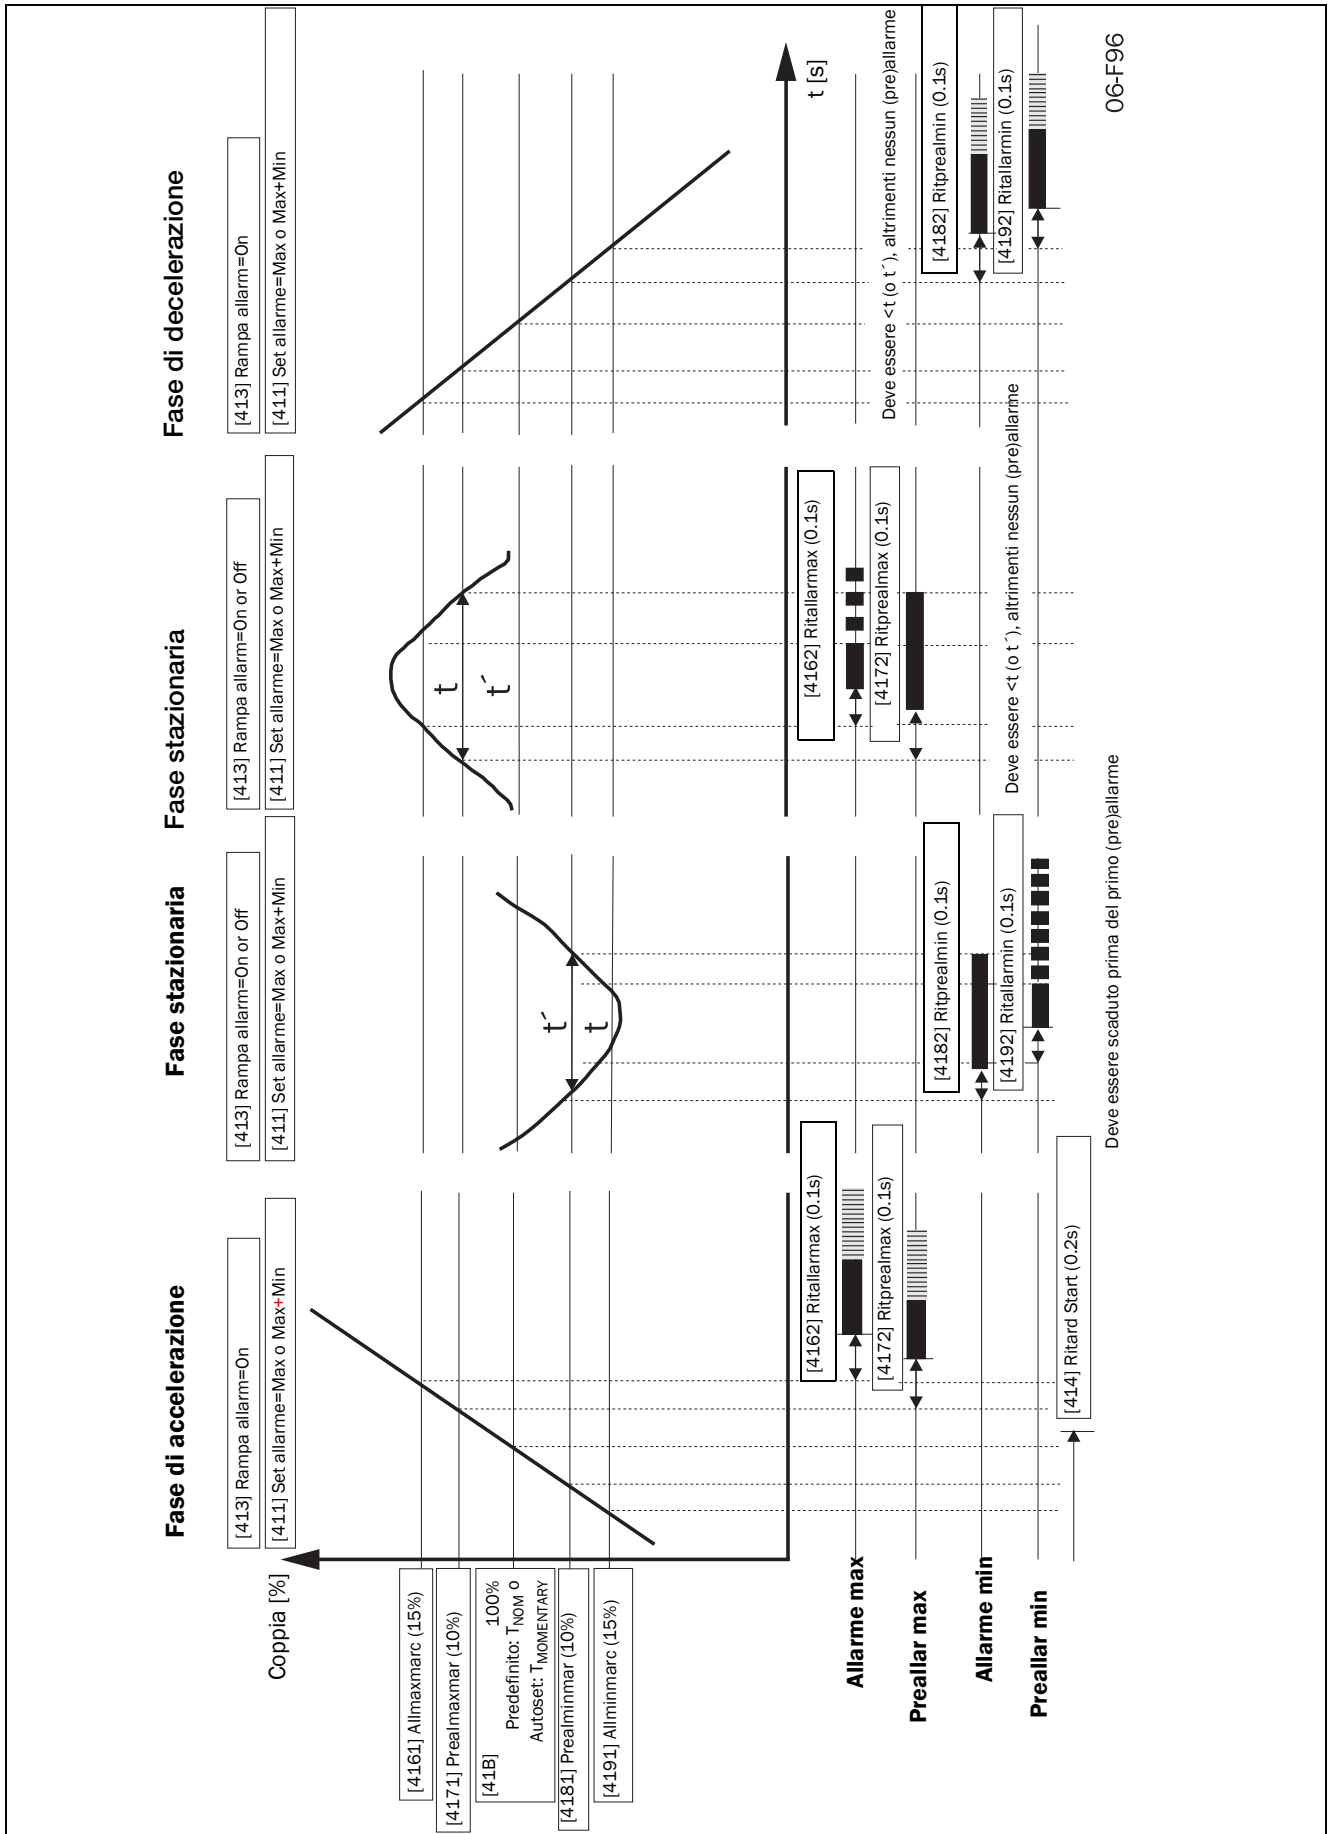 Fase di accelerazione
[413] Rampa allarm=On
[411] Set allarme=Max o Max+Min
Fase stazionaria
[413] Rampa allarm=On or Off
[411] Set allarme=Max o Max+Min
Fase stazionaria
[413] Rampa allarm=On or Off
[411] Set allarme=Max o Max+Min
Fase di decelerazione
[413] Rampa allarm=On
[411] Set allarme=Max o Max+Min
Coppia [%]
[4161] Allmaxmarc (15%)
[4171] Prealmaxmar (10%)
[41B]
100%
Predefinito: TNOM o
Autoset: TMOMENTARY
[4181] Prealminmar (10%)
[4191] Allminmarc (15%)
t´
t
t
t´
t [s]
Allarme max
[4162] Ritallarmax (0.1s)
[4162] Ritallarmax (0.1s)
Preallar max
[4172] Ritprealmax (0.1s)
[4172] Ritprealmax (0.1s)
Deve essere <t (o t´), altrimenti nessun (pre)allarme
Allarme min
[4182] Ritprealmin (0.1s)
[4182] Ritprealmin (0.1s)
Preallar min
[4192] Ritallarmin (0.1s)
[4192] Ritallarmin (0.1s)
Deve essere <t (o t´), altrimenti nessun (pre)allarme
[414] Ritard Start (0.2s)
Deve essere scaduto prima del primo (pre)allarme
06-F96